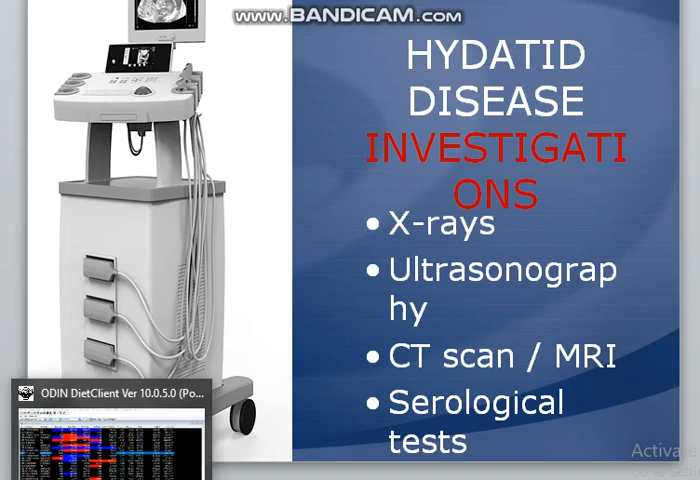 www.BANDICAM.com
HYDATID
DISEASE
INVESTIGATI
ONS
• X-rays
• Ultrasonograp
hy
• CT scan / MRI
• Serological
tests
ODIN DietClient Ver 10.0.5.0 (Po...
Activate